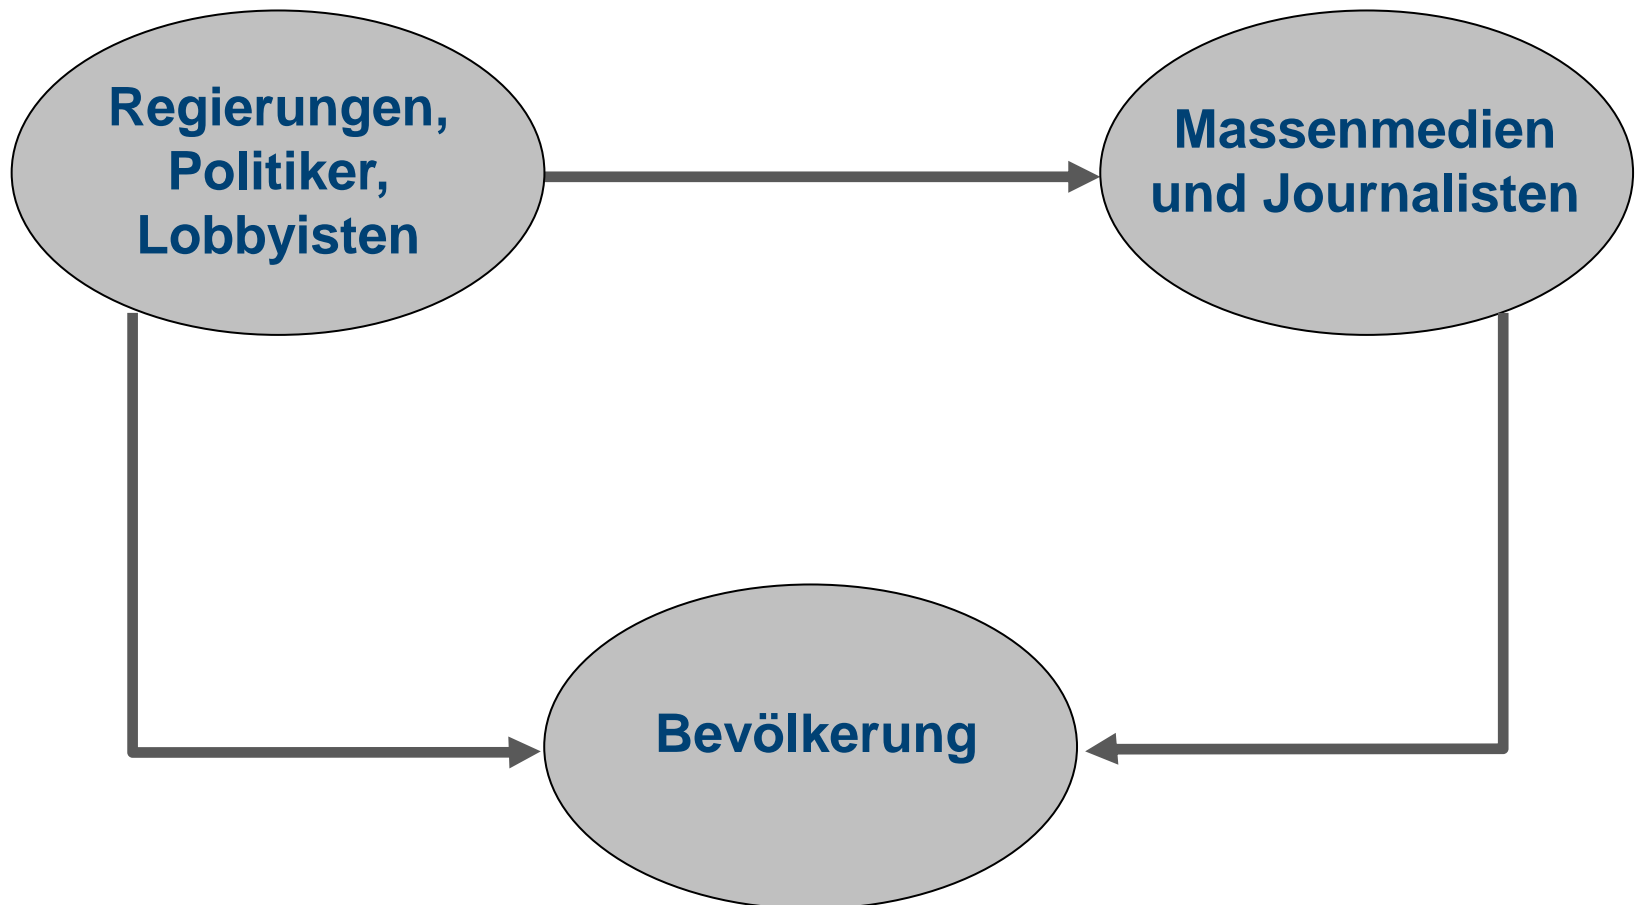 Regierungen,
Politiker,
Lobbyisten
Massenmedien
und Journalisten
Bevölkerung